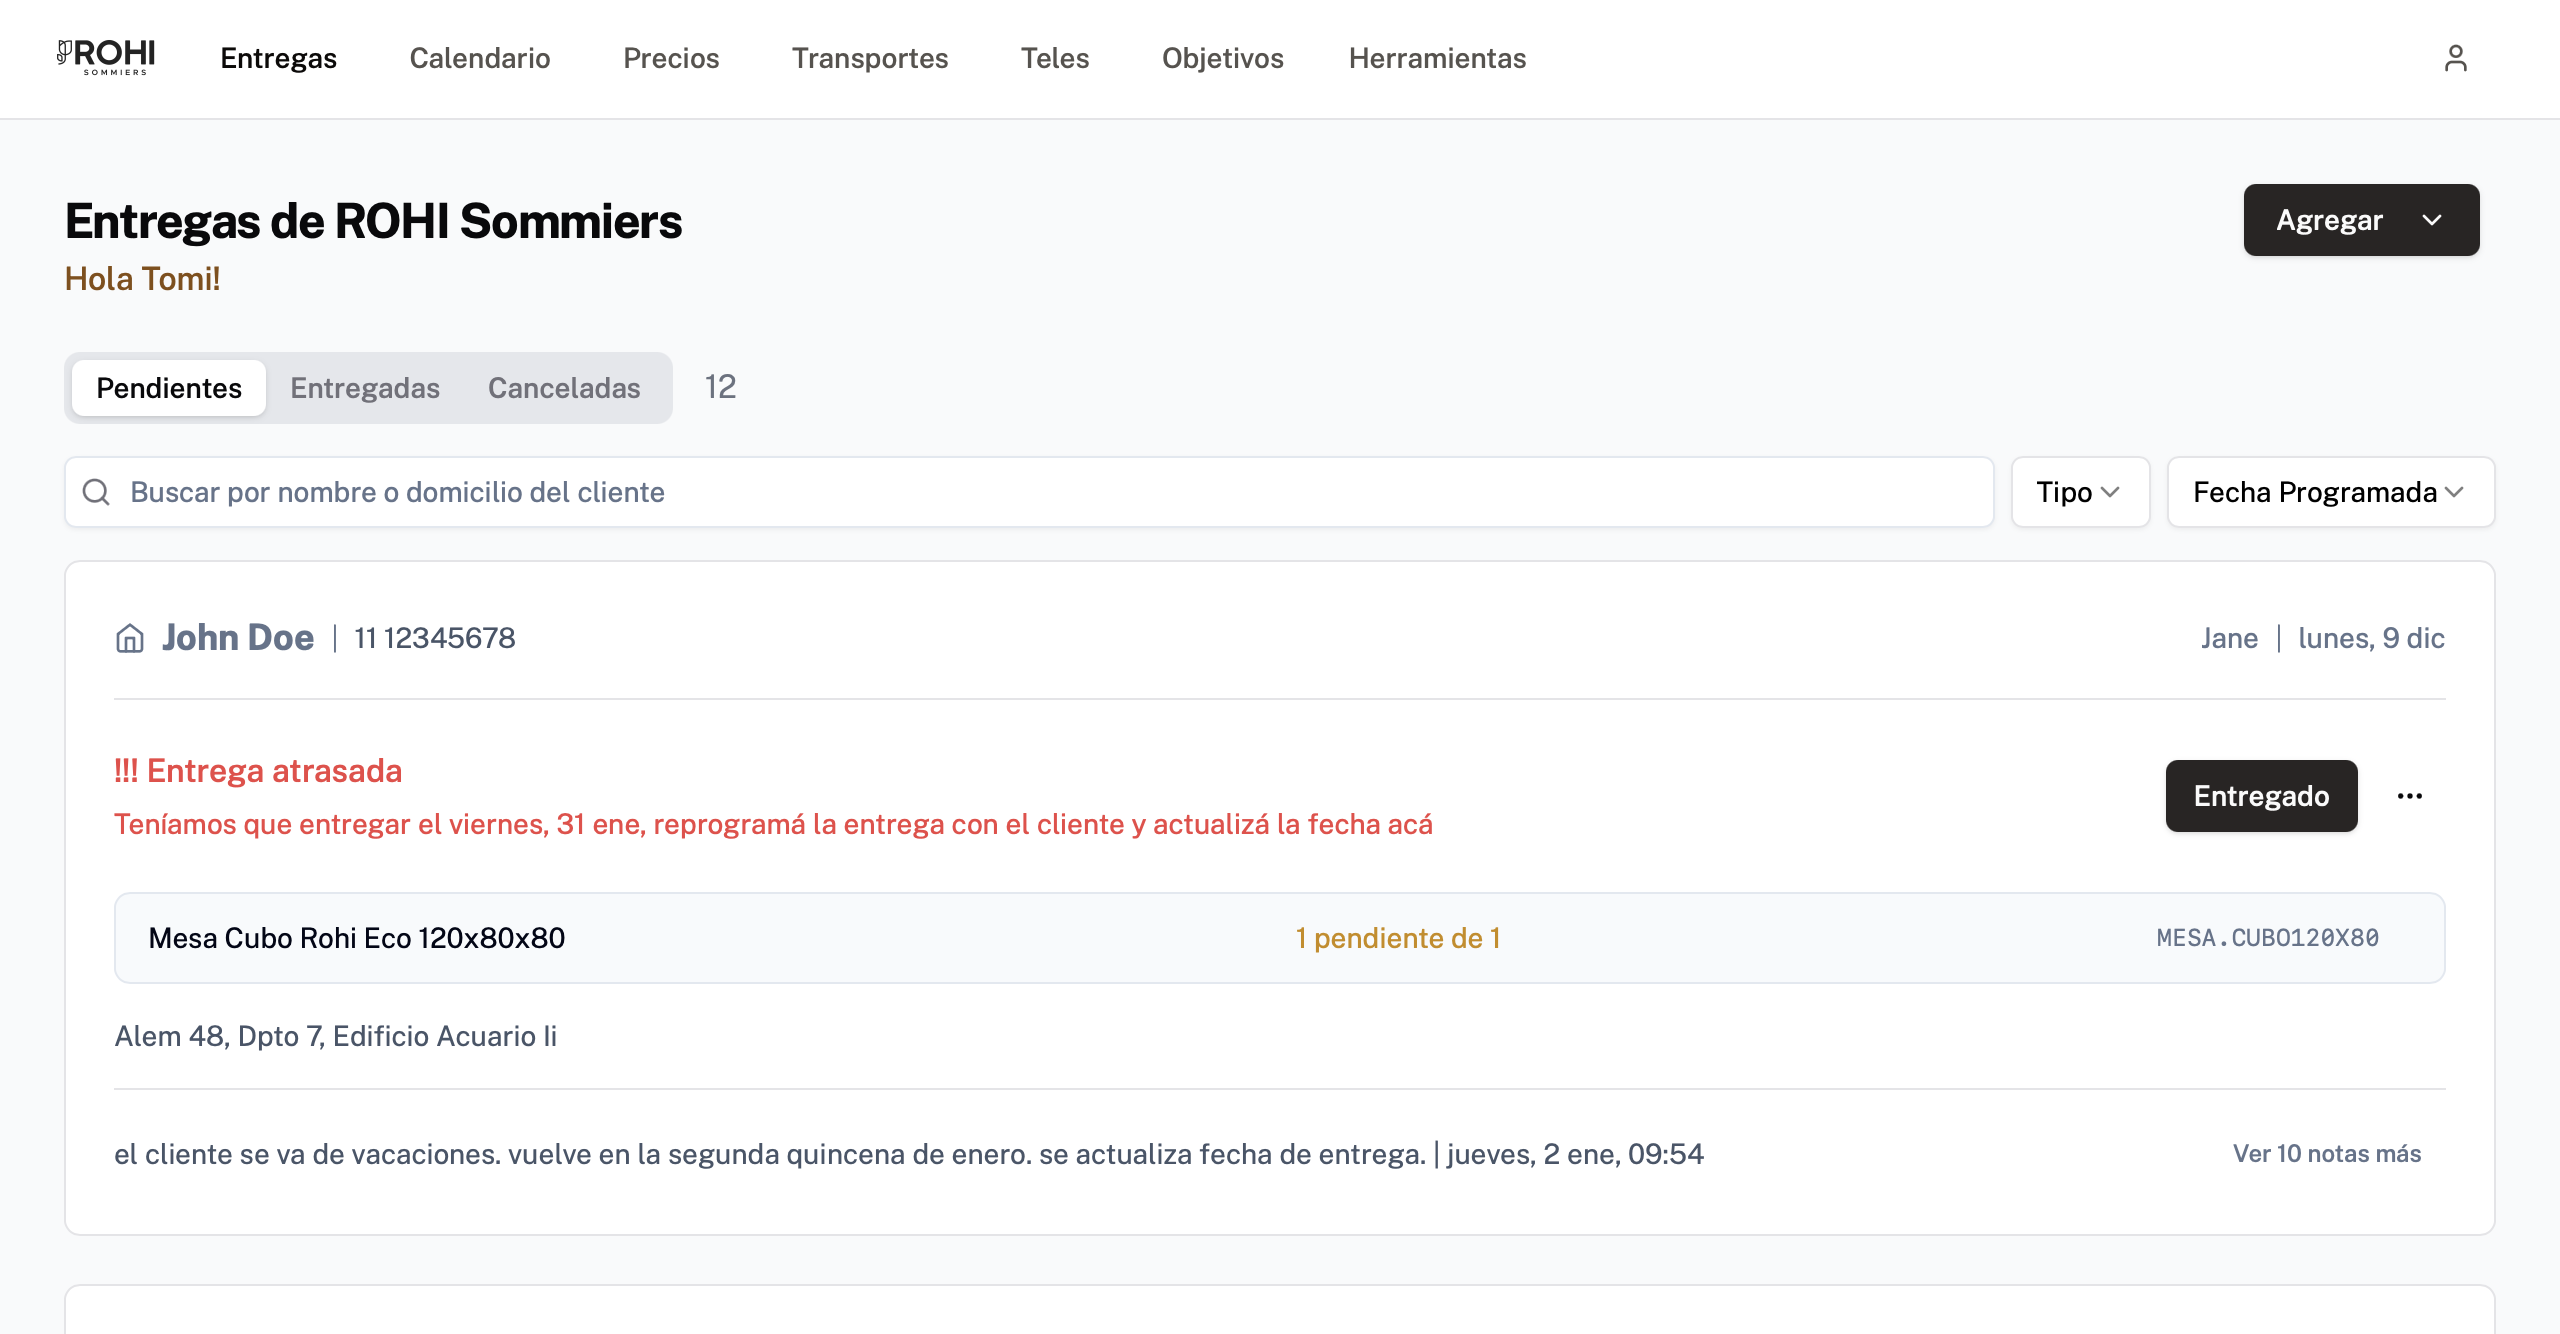 ROHI
SOMMIERS
Entregas
Calendario
Precios
Transportes
Teles
Objetivos
Herramientas
Entregas de ROHI Sommiers
Agregar
Hola Tomi!
Pendientes
Entregadas
Canceladas
12
Buscar por nombre o domicilio del cliente
Tipo
Fecha Programada
John Doe | 11 12345678
Jane | lunes, 9 dic
!!! Entrega atrasada
Teníamos que entregar el viernes, 31 ene, reprogramá la entrega con el cliente y actualizá la fecha acá
Entregado
Mesa Cubo Rohi Eco 120x80x80
1 pendiente de 1
MESA.CUBO120X80
Alem 48, Dpto 7, Edificio Acuario Ii
el cliente se va de vacaciones. vuelve en la segunda quincena de enero. se actualiza fecha de entrega. | jueves, 2 ene, 09:54
Ver 10 notas más